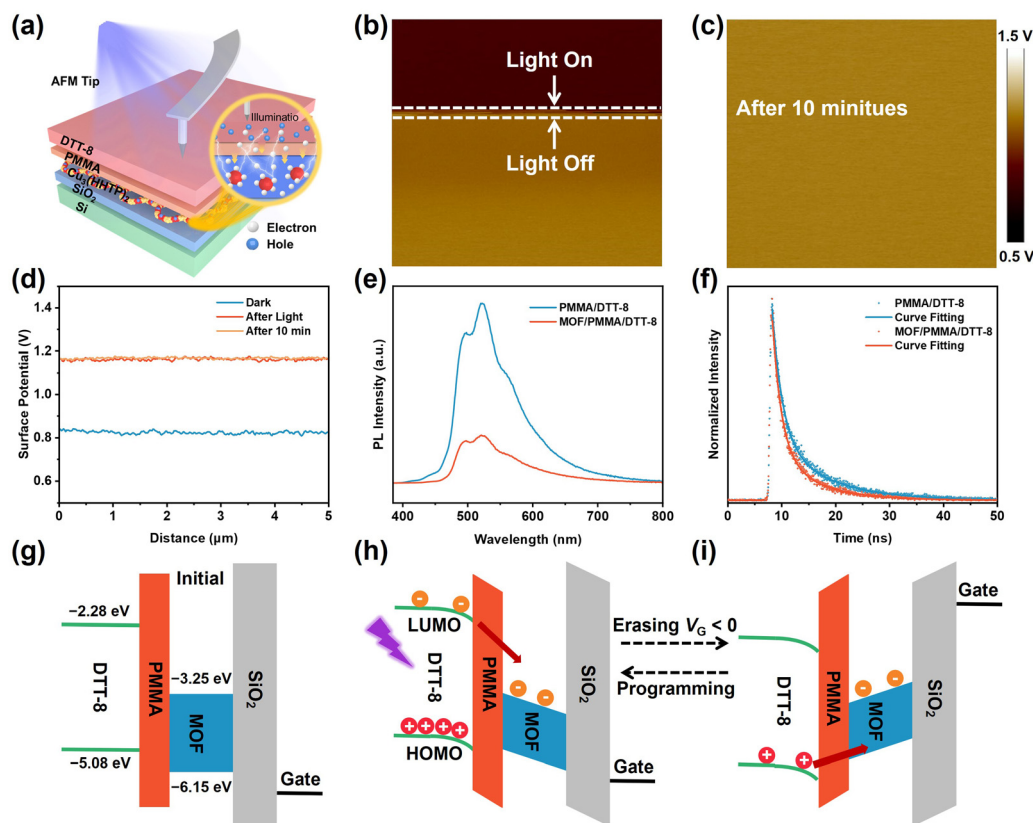 (a)
AFM Tip
Illuminatio
DTT-8
PMMA
Cu3(HHTP)2
SiO2
Si
Electron
Hole
(b)
Light On
Light Off
(c)
After 10 minitues
1.5 V
0.5 V
(d)
Surface Potential (V)
1.4
1.2
1.0
0.8
0.6
Dark
After Light
After 10 min
0 1 2 3 4 5
Distance (μm)
(e)
PL Intensity (a.u.)
PMMA/DTT-8
MOF/PMMA/DTT-8
400 500 600 700 800
Wavelength (nm)
(f)
Normalized Intensity
PMMA/DTT-8
Curve Fitting
MOF/PMMA/DTT-8
Curve Fitting
0 10 20 30 40 50
Time (ns)
(g)
Initial
−2.28 eV
DTT-8
PMMA
−3.25 eV
MOF
SiO2
−5.08 eV
−6.15 eV
Gate
(h)
LUMO
DTT-8
HOMO
PMMA
MOF
SiO2
Gate
Erasing VG < 0
Programming
(i)
DTT-8
PMMA
MOF
SiO2
Gate